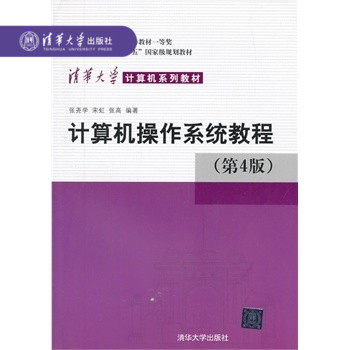 清华大学出版社
教材一等奖
五”国家级规划教材
清华大学 计算机系列教材
张尧学 宋虹 张高 编著
计算机操作系统教程
(第4版)
清华大学出版社